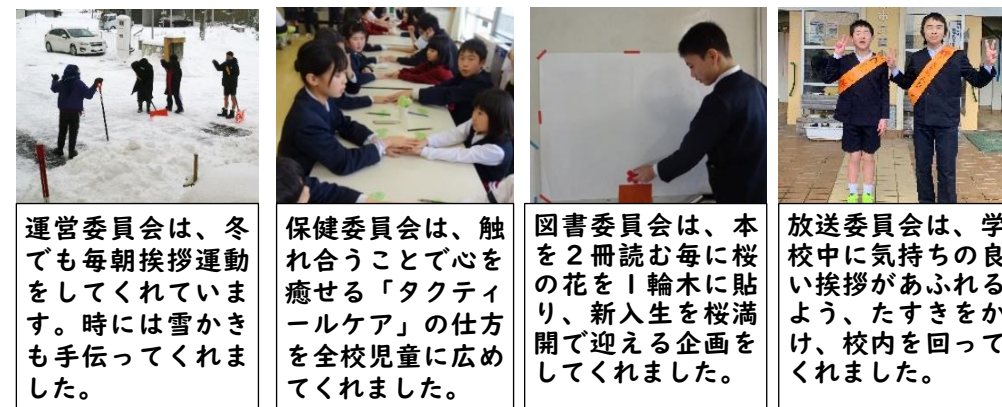 運営委員会は、冬
でも毎朝挨拶運動
をしてくれていま
す。時には雪かき
も手伝ってくれま
した。
保健委員会は、触
れ合うことで心を
癒せる「タクティ
ールケア」の仕方
を全校児童に広め
てくれました。
図書委員会は、本
を２冊読む毎に桜
の花を１輪木に貼
り、新入生を桜満
開で迎える企画を
してくれました。
放送委員会は、学
校中に気持ちの良
い挨拶があふれる
よう、たすきをか
け、校内を回って
くれました。